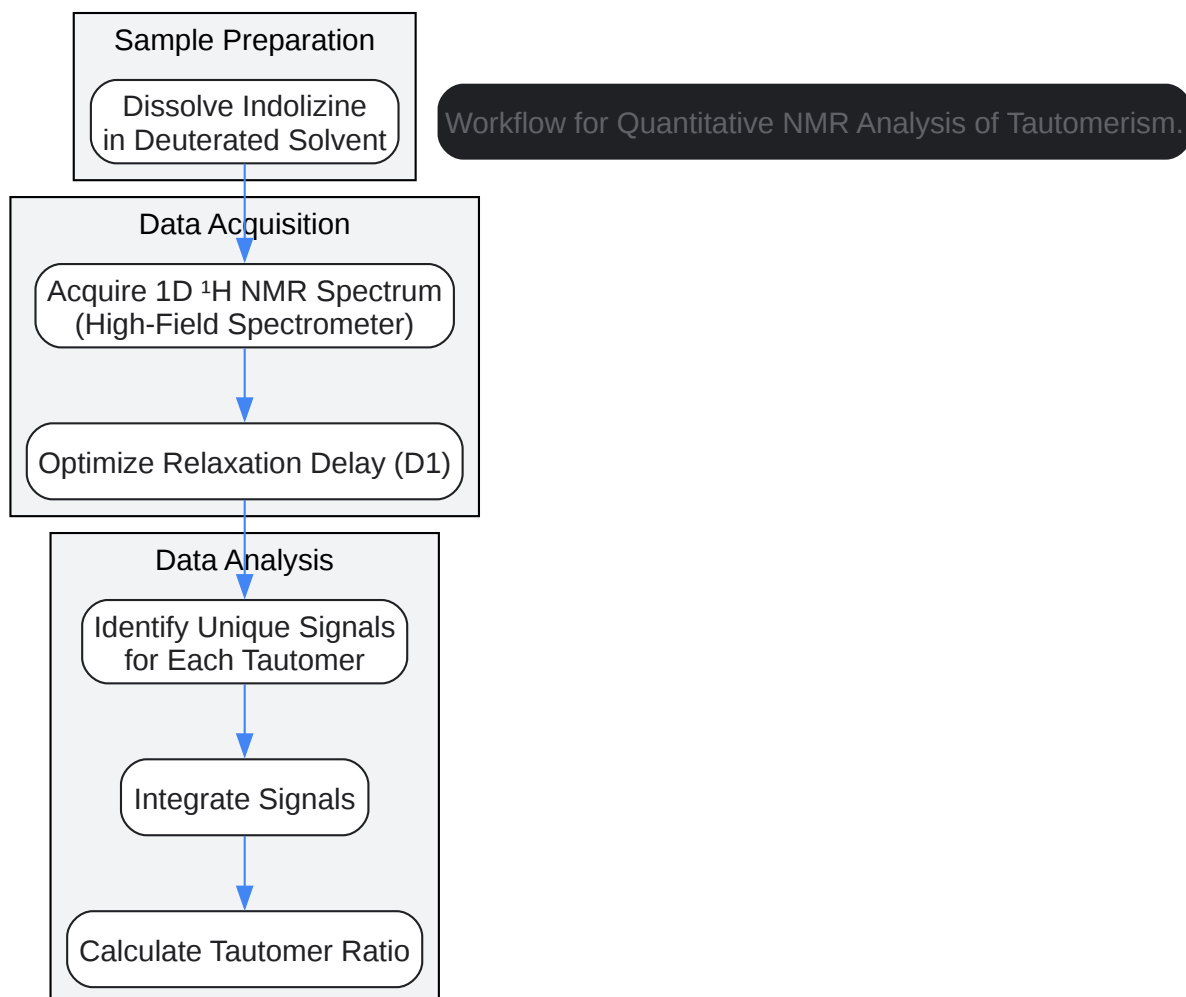 Sample Preparation
Dissolve Indolizine
in Deuterated Solvent
Workflow for Quantitative NMR Analysis of Tautomerism.
Data Acquisition
Acquire 1D ¹H NMR Spectrum
(High-Field Spectrometer)
Optimize Relaxation Delay (D1)
Data Analysis
Identify Unique Signals
for Each Tautomer
Integrate Signals
Calculate Tautomer Ratio